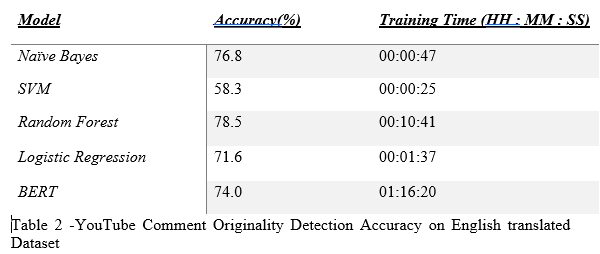 Model Accuracy(%) Training Time (HH : MM : SS)
Naïve Bayes 76.8 00:00:47
SVM 58.3 00:00:25
Random Forest 78.5 00:10:41
Logistic Regression 71.6 00:01:37
BERT 74.0 01:16:20
Table 2 -YouTube Comment Originality Detection Accuracy on English translated
Dataset